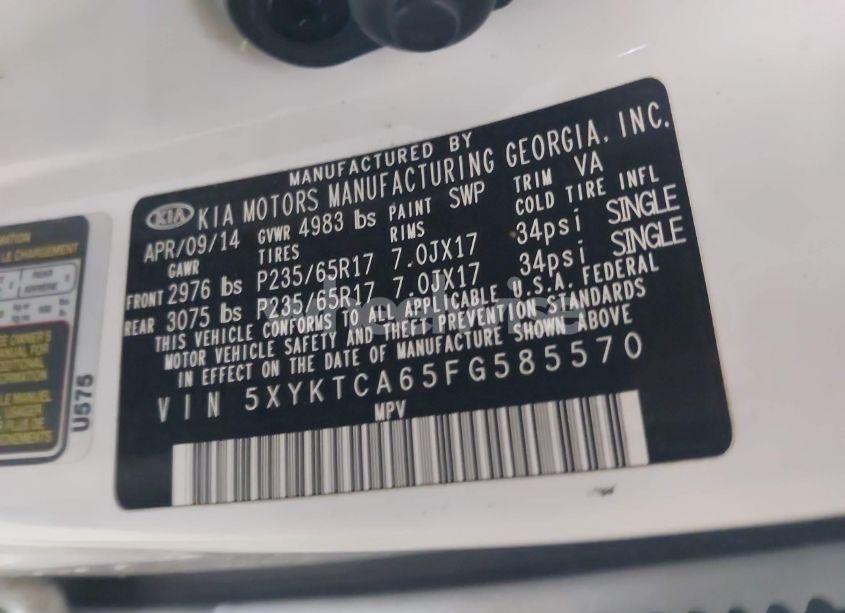 MANUFACTURED BY
KIA KIA MOTORS MANUFACTURING GEORGIA, INC.
APR/09/14 GVWR 4983 lbs PAINT SWP TRIM VA
GAWR TIRES RIMS COLD TIRE INFL
FRONT 2976 lbs P235/65R17 7.0JX17 34psi SINGLE
REAR 3075 lbs P235/65R17 7.0JX17 34psi SINGLE
THIS VEHICLE CONFORMS TO ALL APPLICABLE U.S.A. FEDERAL
MOTOR VEHICLE SAFETY AND THEFT PREVENTION STANDARDS
IN EFFECT ON THE DATE OF MANUFACTURE SHOWN ABOVE
VIN 5XYKTCA65FG585570
MPV
LE CHARGEMENT
U575